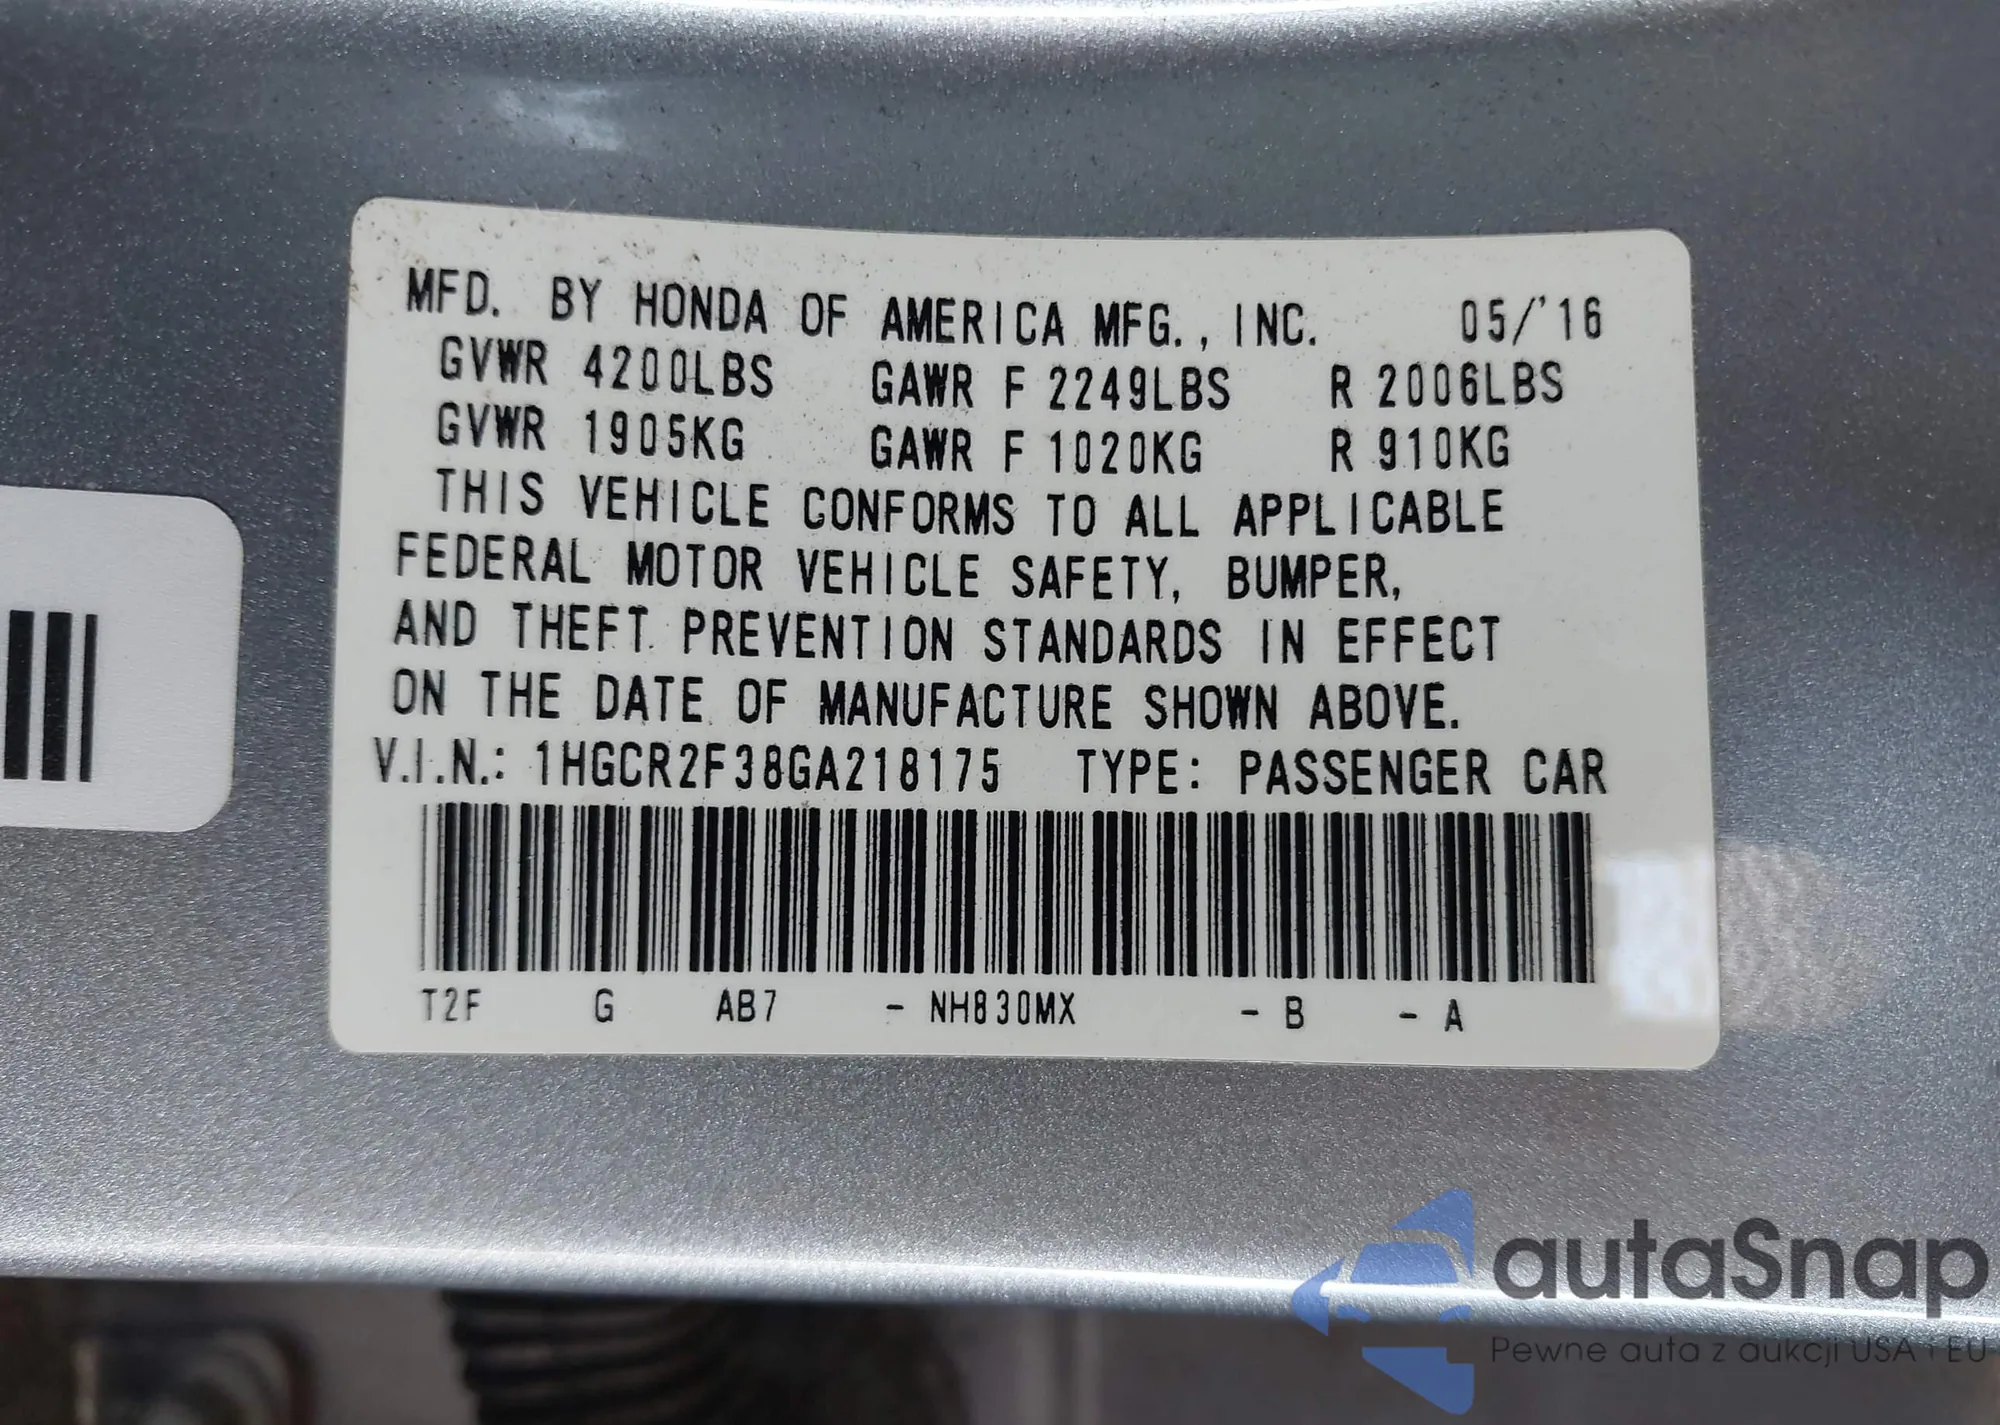 MFD. BY HONDA OF AMERICA MFG., INC. 05/'16
GVWR 4200LBS GAWR F 2249LBS R 2006LBS
GVWR 1905KG GAWR F 1020KG R 910KG
THIS VEHICLE CONFORMS TO ALL APPLICABLE
FEDERAL MOTOR VEHICLE SAFETY, BUMPER,
AND THEFT PREVENTION STANDARDS IN EFFECT
ON THE DATE OF MANUFACTURE SHOWN ABOVE.
V.I.N.: 1HGCR2F38GA218175 TYPE: PASSENGER CAR
T2F G AB7 - NH830MX - B - A
autaSnap
Pewne auta z aukcji USA i EU